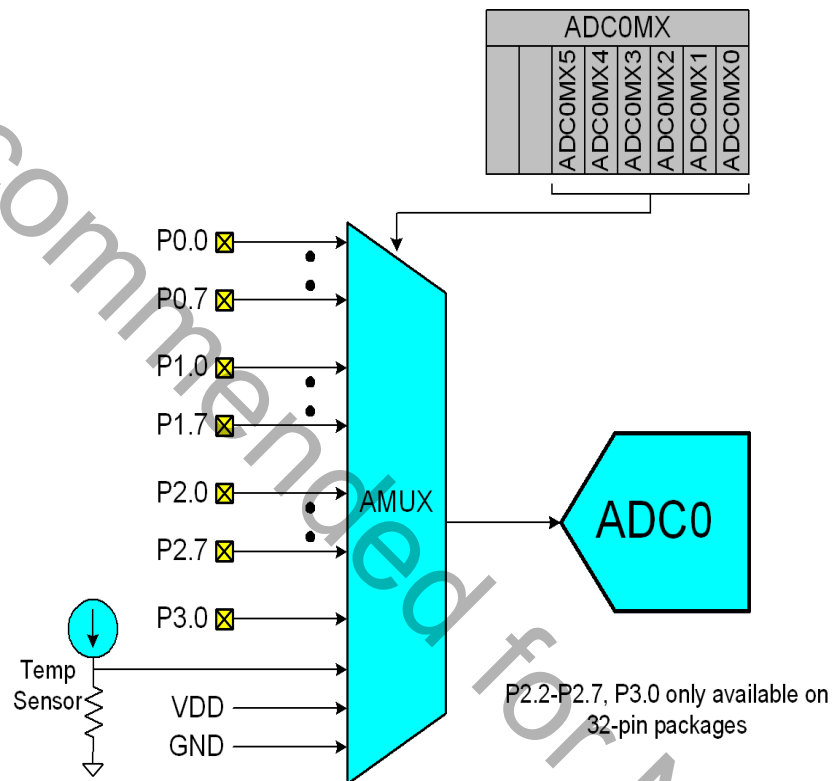 ADC0MX
ADC0MX5
ADC0MX4
ADC0MX3
ADC0MX2
ADC0MX1
ADC0MX0
P0.0
P0.7
P1.0
P1.7
P2.0
P2.7
P3.0
AMUX
ADC0
Temp
Sensor
VDD
GND
P2.2-P2.7, P3.0 only available on
32-pin packages
commended for